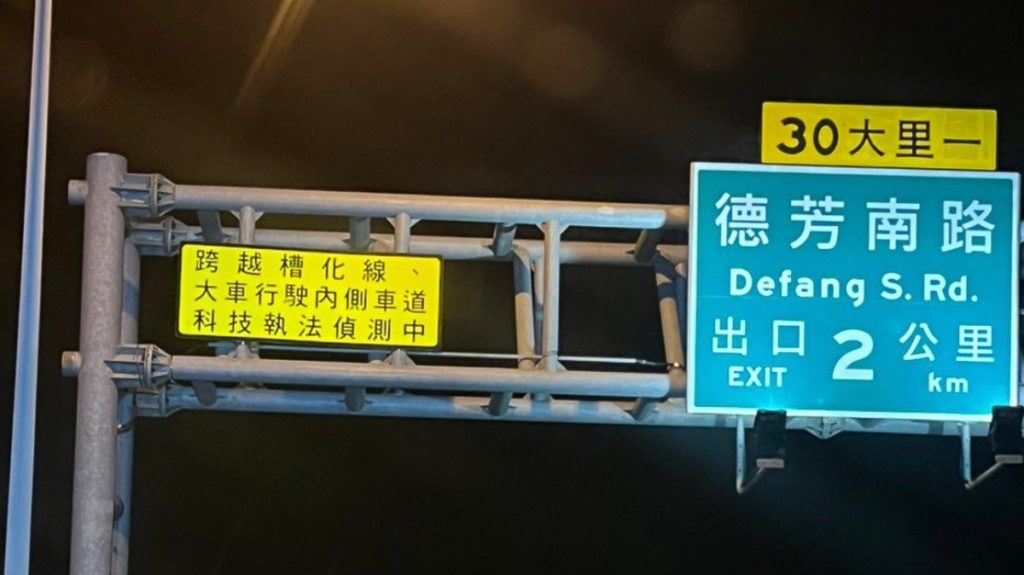 跨越槽化線、
大車行駛內側車道
科技執法偵測中
30大里一
德芳南路
Defang S. Rd.
出口 2 公里
EXIT km